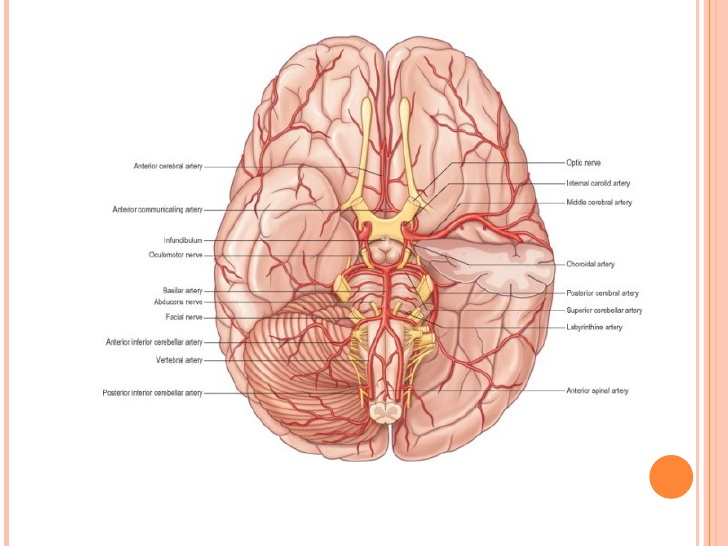 Anterior cerebral artery
Anterior communicating artery
Infundibulum
Oculomotor nerve
Basilar artery
Abducens nerve
Facial nerve
Anterior inferior cerebellar artery
Vertebral artery
Posterior inferior cerebellar artery
Optic nerve
Internal carotid artery
Middle cerebral artery
Choroidal artery
Posterior cerebral artery
Superior cerebellar artery
Labyrinthine artery
Anterior spinal artery